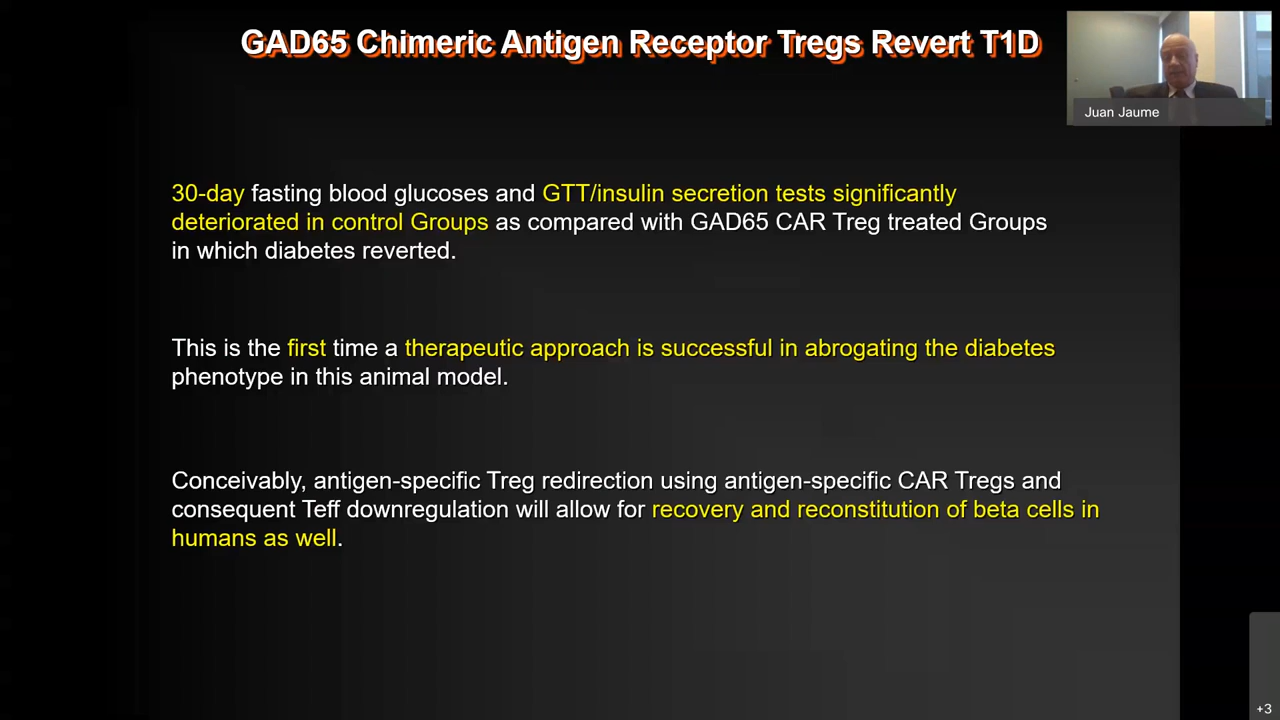 GAD65 Chimeric Antigen Receptor Tregs Revert T1D
Juan Jaume
30-day fasting blood glucoses and GTT/insulin secretion tests significantly
deteriorated in control Groups as compared with GAD65 CAR Treg treated Groups
in which diabetes reverted.
This is the first time a therapeutic approach is successful in abrogating the diabetes
phenotype in this animal model.
Conceivably, antigen-specific Treg redirection using antigen-specific CAR Tregs and
consequent Teff downregulation will allow for recovery and reconstitution of beta cells in
humans as well.
+3